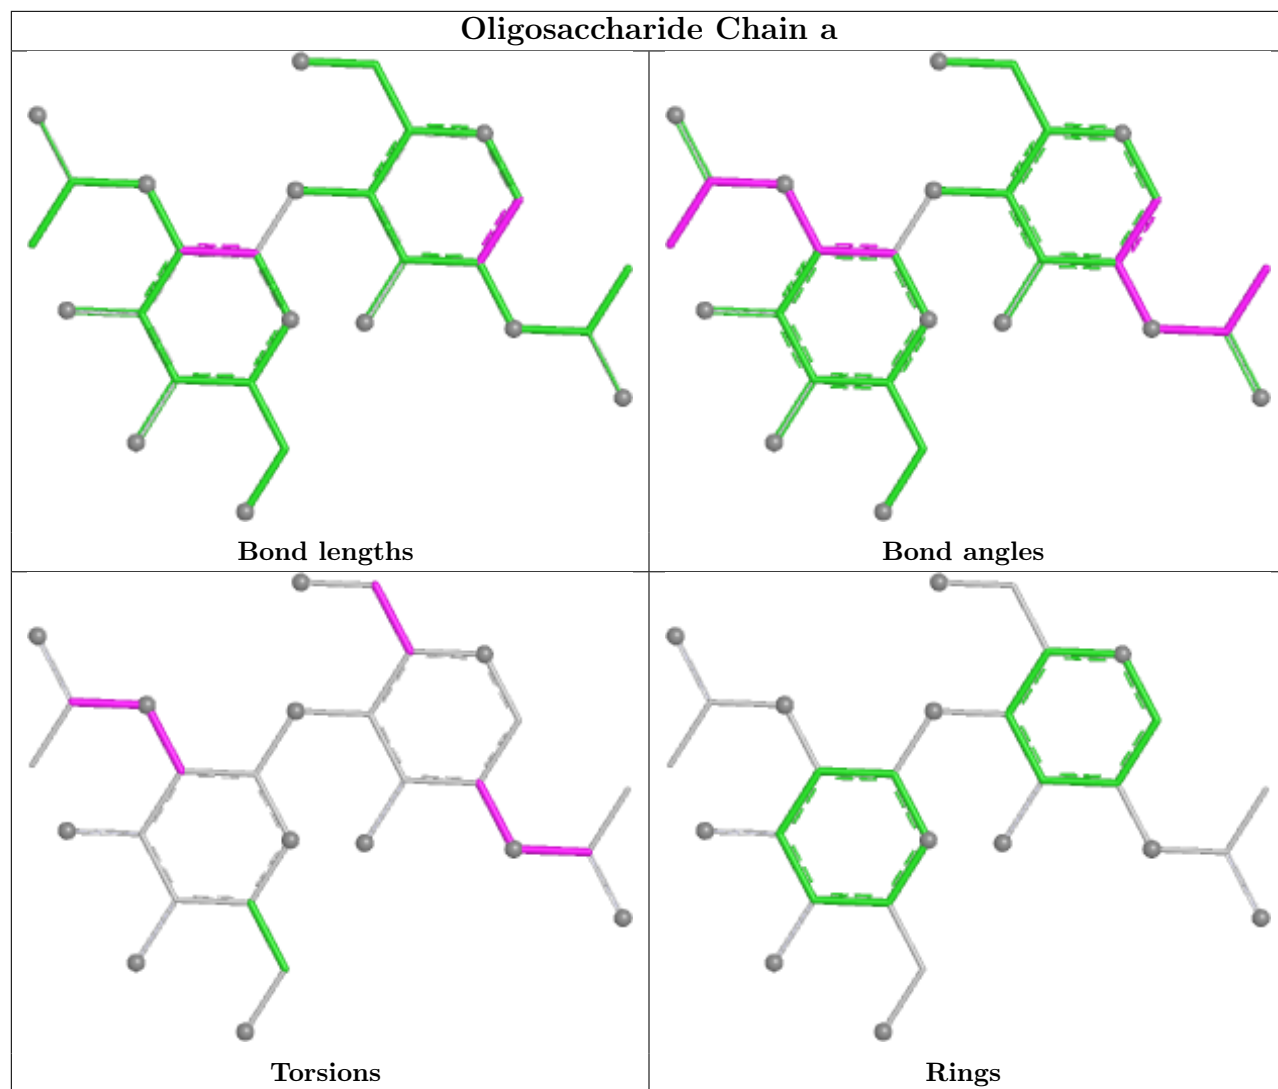 Oligosaccharide Chain a
Bond lengths
Bond angles
Torsions
Rings